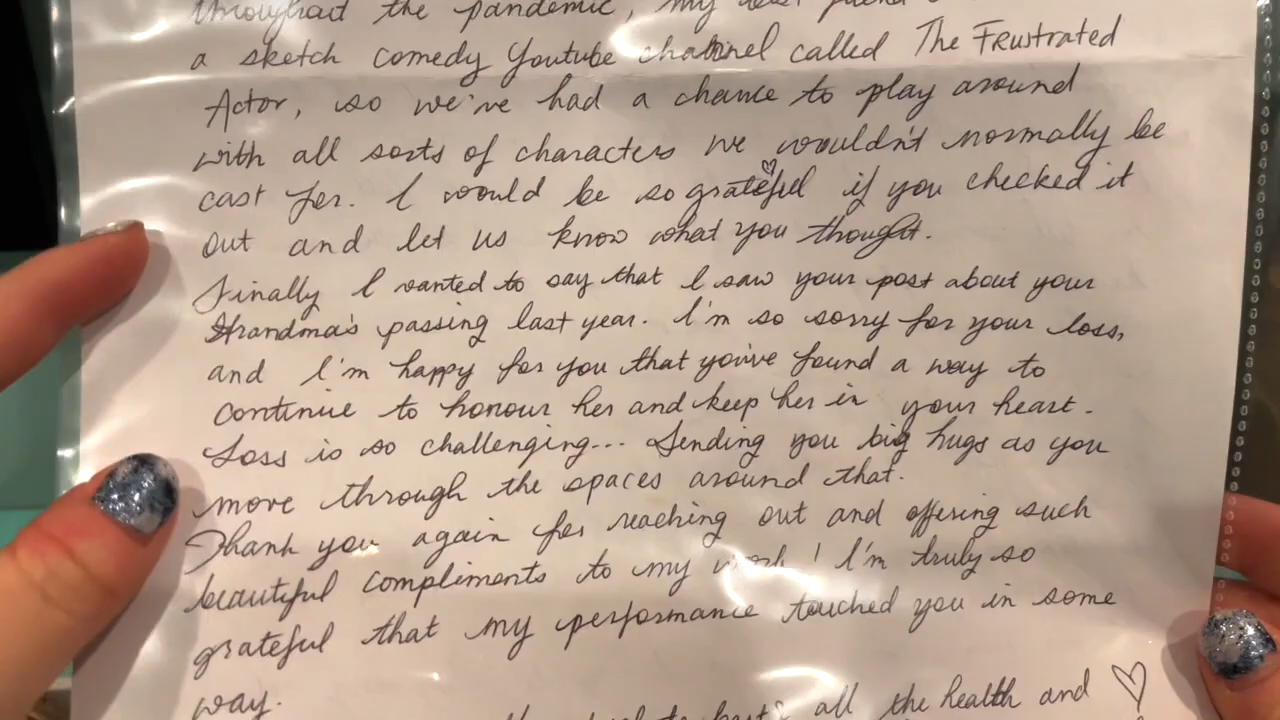 throughout the pandemic, my best friend
a sketch comedy Youtube channel called The Frustrated
Actor, so we've had a chance to play around
with all sorts of characters we wouldn't normally be
cast for. I would be so grateful if you checked it
out and let us know what you thought.
Finally I wanted to say that I saw your post about your
Grandma's passing last year. I'm so sorry for your loss,
and I'm happy for you that you've found a way to
continue to honour her and keep her in your heart.
Loss is so challenging... Sending you big hugs as you
move through the spaces around that.
Thank you again for reaching out and offering such
beautiful compliments to my work! I'm truly so
grateful that my performance touched you in some
way.
all the health and